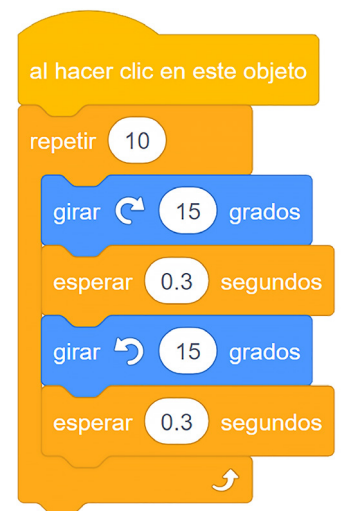 al hacer clic en este objeto
repetir 10
girar 15 grados
esperar 0.3 segundos
girar 15 grados
esperar 0.3 segundos